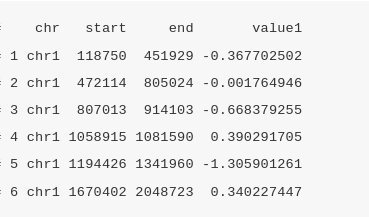 #    chr   start     end       value1
# 1 chr1  118750  451929 -0.367702502
# 2 chr1  472114  805024 -0.001764946
# 3 chr1  807013  914103 -0.668379255
# 4 chr1 1058915 1081590  0.390291705
# 5 chr1 1194426 1341960 -1.305901261
# 6 chr1 1670402 2048723  0.340227447